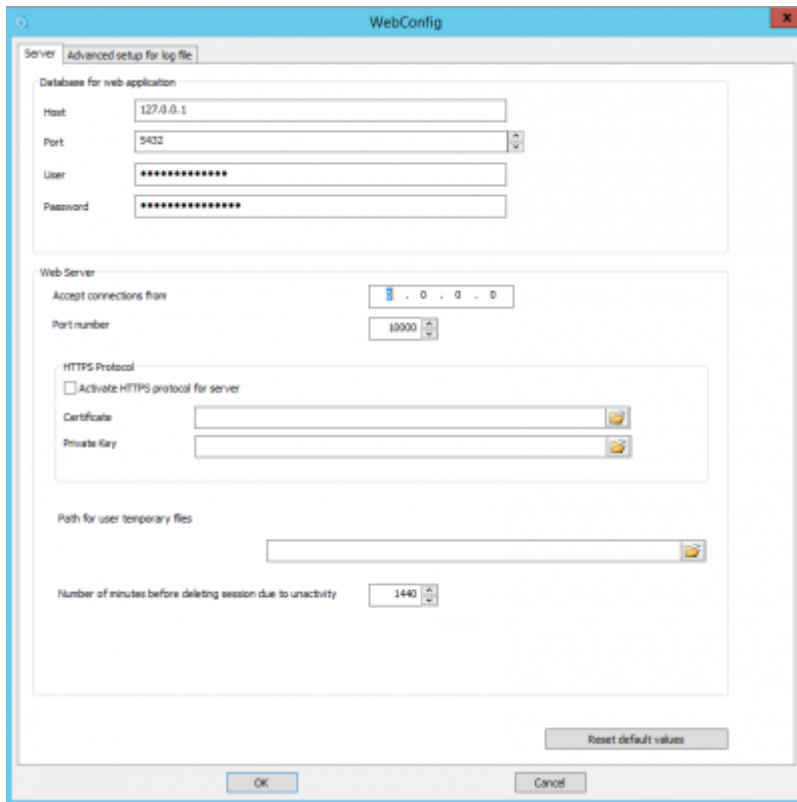 WebConfig
x
Server Advanced setup for log file
Database for web application
Host 127.0.0.1
Port 5432
User •••••••••••••
Password •••••••••••••••
Web Server
Accept connections from 0 . 0 . 0 . 0
Port number 10000
HTTPS Protocol
Activate HTTPS protocol for server
Certificate
Private Key
Path for user temporary files
Number of minutes before deleting session due to unactivity 1440
Reset default values
OK Cancel